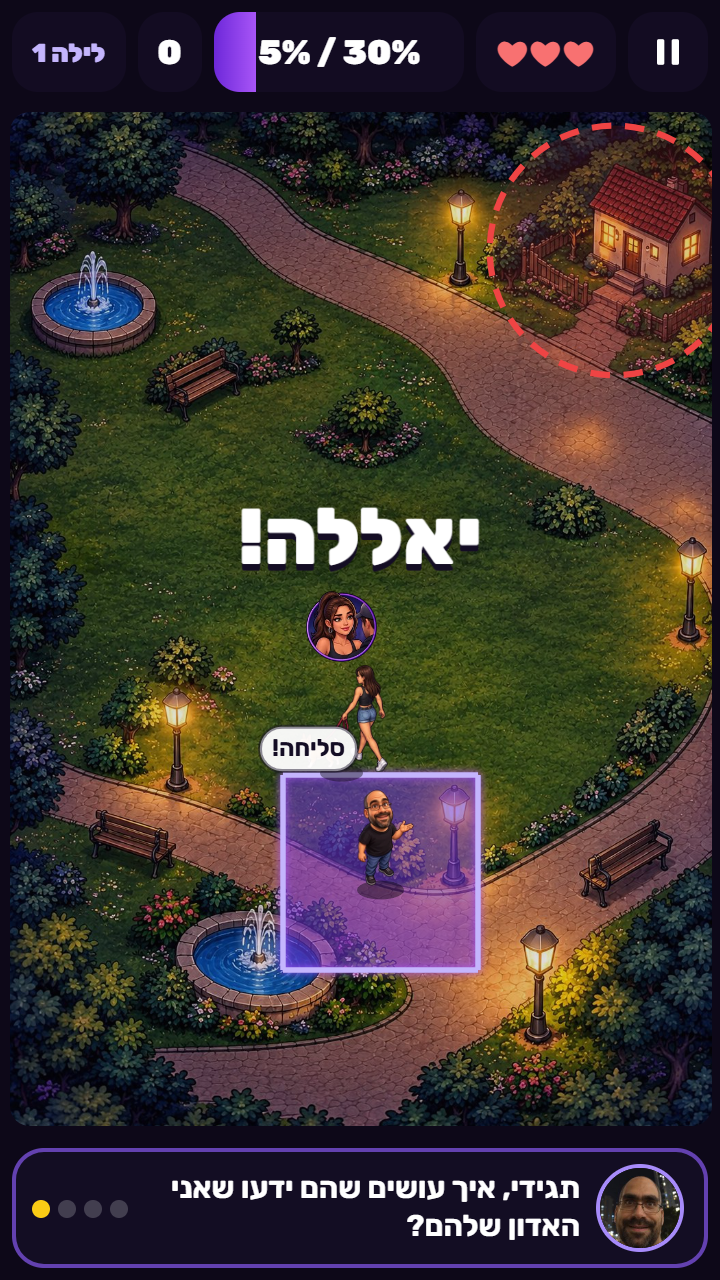 לילה 1
0
5% / 30%
יאללה!
סליחה!
תגידי, איך עושים שהם ידעו שאני
האדון שלהם?